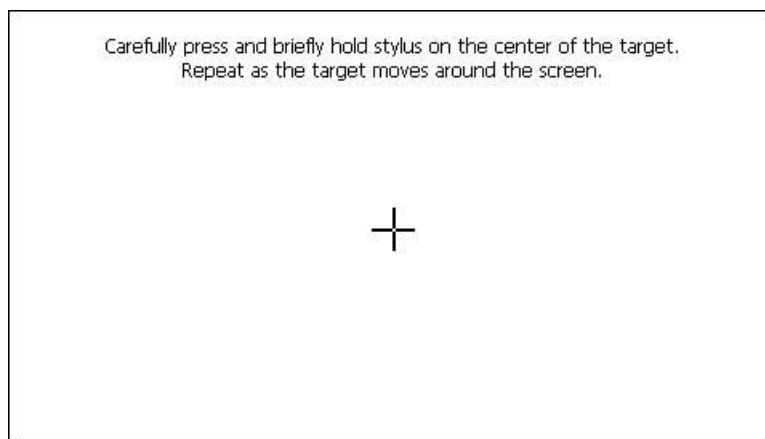 Carefully press and briefly hold stylus on the center of the target.
Repeat as the target moves around the screen.